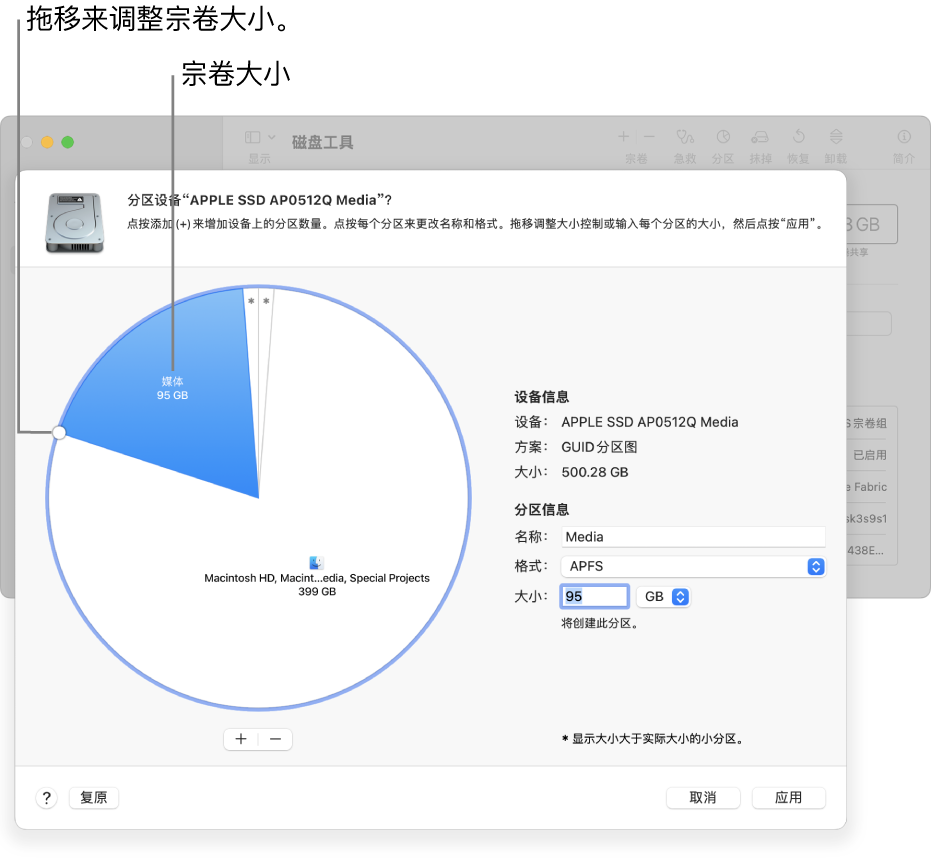 拖移来调整宗卷大小。
宗卷大小
磁盘工具
显示
宗卷
急救
分区
抹掉
恢复
卸载
简介
分区设备“APPLE SSD AP0512Q Media”?
点按添加 (+) 来增加设备上的分区数量。点按每个分区来更改名称和格式。拖移调整大小控制或输入每个分区的大小，然后点按“应用”。
GB
共享
* *
媒体
95 GB
Macintosh HD, Macint...edia, Special Projects
399 GB
设备信息
设备： APPLE SSD AP0512Q Media
方案： GUID分区图
大小： 500.28 GB
宗卷组
已启用
Fabric
sk3s9s1
438E...
分区信息
名称： Media
格式： APFS
大小： 95 GB
将创建此分区。
+ −
* 显示大小大于实际大小的小分区。
? 复原 取消 应用